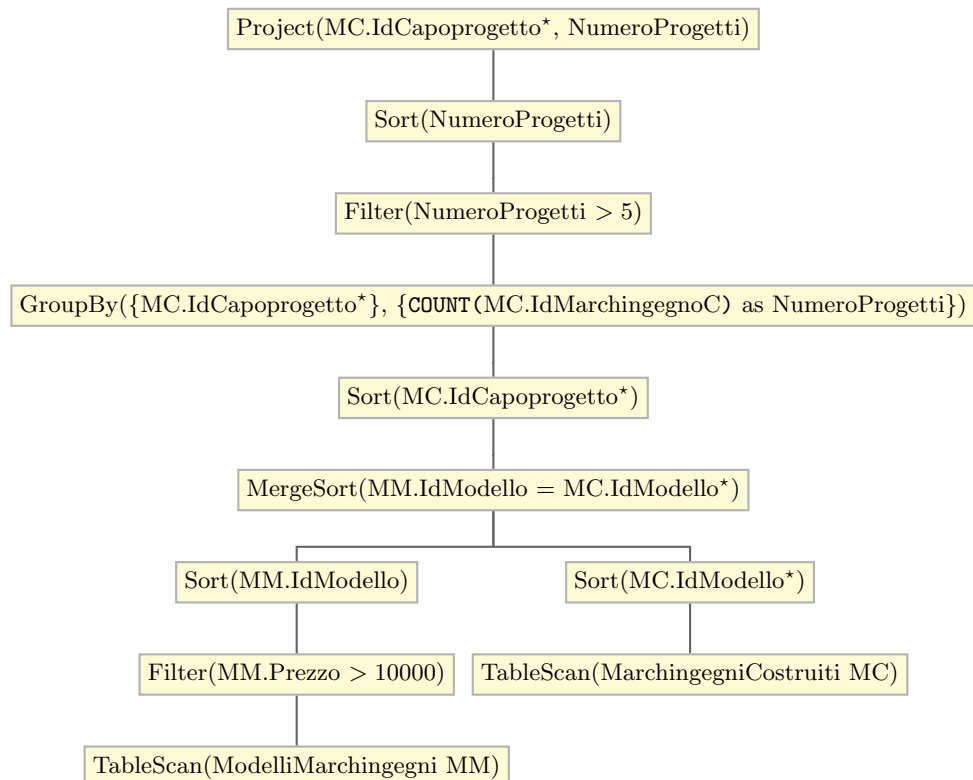 Project(MC.IdCapoprogetto⋆, NumeroProgetti)
Sort(NumeroProgetti)
Filter(NumeroProgetti > 5)
GroupBy({MC.IdCapoprogetto⋆}, {COUNT(MC.IdMarchingegnoC) as NumeroProgetti})
Sort(MC.IdCapoprogetto⋆)
MergeSort(MM.IdModello = MC.IdModello⋆)
Sort(MM.IdModello)
Sort(MC.IdModello⋆)
Filter(MM.Prezzo > 10000)
TableScan(MarchingegniCostruiti MC)
TableScan(ModelliMarchingegni MM)